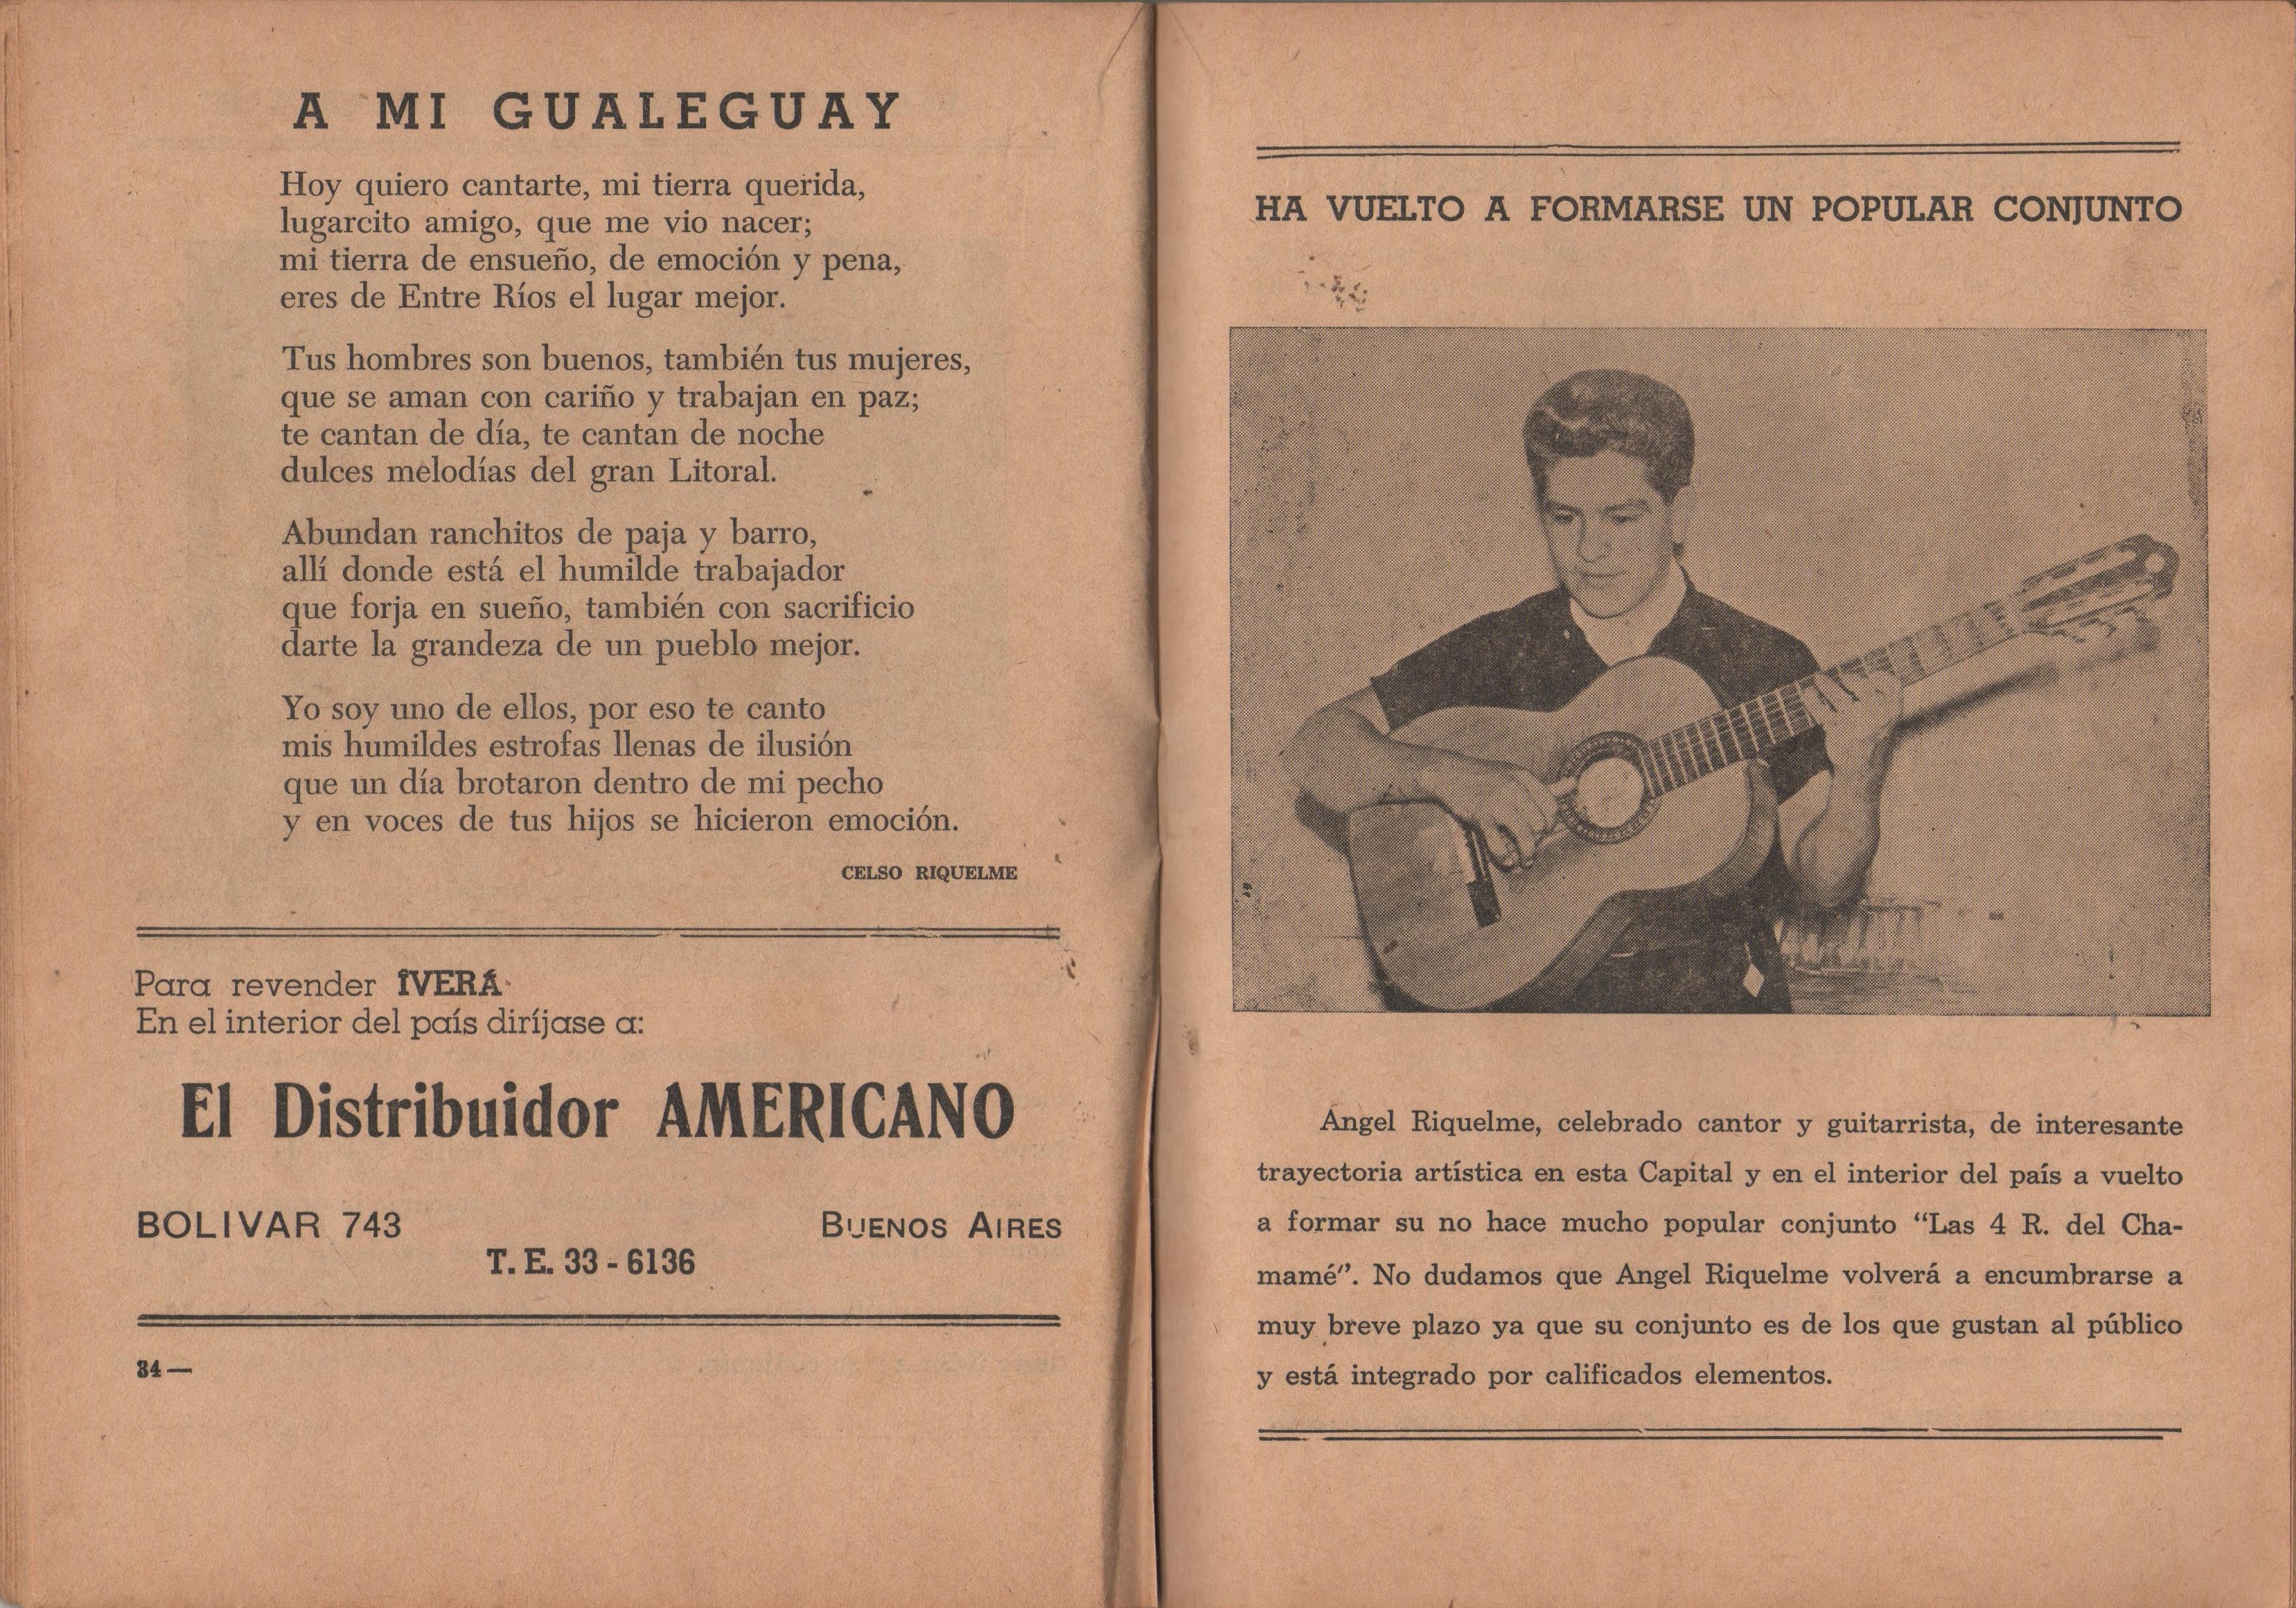 A MI GUALEGUAY
Hoy quiero cantarte, mi tierra querida,
lugarcito amigo, que me vio nacer;
mi tierra de ensueño, de emoción y pena,
eres de Entre Ríos el lugar mejor.
Tus hombres son buenos, también tus mujeres,
que se aman con cariño y trabajan en paz;
te cantan de día, te cantan de noche
dulces melodías del gran Litoral.
Abundan ranchitos de paja y barro,
allí donde está el humilde trabajador
que forja en sueño, también con sacrificio
darte la grandeza de un pueblo mejor.
Yo soy uno de ellos, por eso te canto
mis humildes estrofas llenas de ilusión
que un día brotaron dentro de mi pecho
y en voces de tus hijos se hicieron emoción.
CELSO RIQUELME
Para revender ÎVERÁ
En el interior del país diríjase a:
El Distribuidor AMERICANO
BOLIVAR 743
BUENOS AIRES
T. E. 33 - 6136
34 —
HA VUELTO A FORMARSE UN POPULAR CONJUNTO
Angel Riquelme, celebrado cantor y guitarrista, de interesante
trayectoria artística en esta Capital y en el interior del país a vuelto
a formar su no hace mucho popular conjunto “Las 4 R. del Cha-
mamé”. No dudamos que Angel Riquelme volverá a encumbrarse a
muy breve plazo ya que su conjunto es de los que gustan al público
y está integrado por calificados elementos.